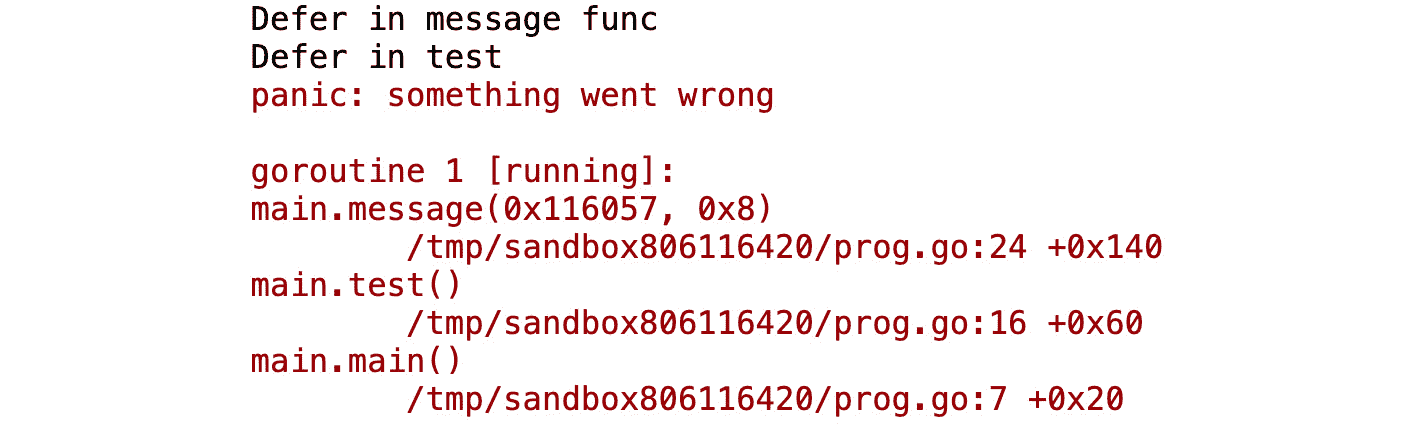 Defer in message func
Defer in test
panic: something went wrong
goroutine 1 [running]:
main.message(0x116057, 0x8)
/tmp/sandbox806116420/prog.go:24 +0x140
main.test()
/tmp/sandbox806116420/prog.go:16 +0x60
main.main()
/tmp/sandbox806116420/prog.go:7 +0x20